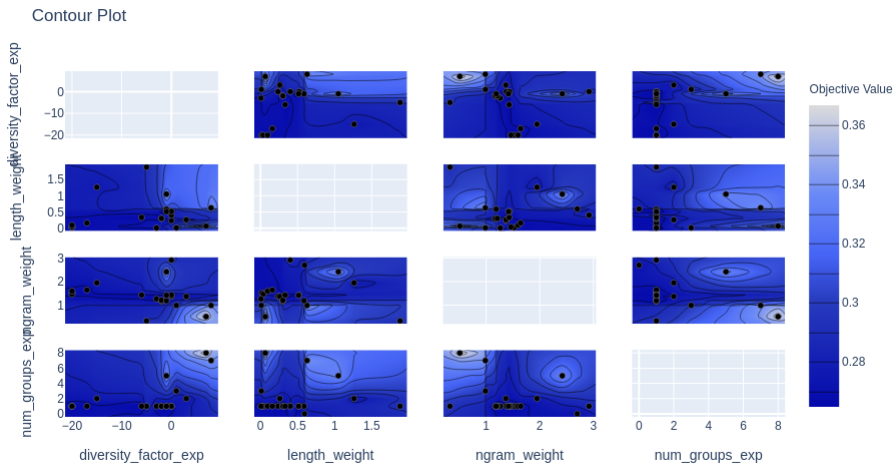 Contour Plot
Objective Value
diversity_factor_exp
0
−10
−20
0.36
length_weight
1.5
1
0.5
0
0.34
0.32
ngram_weight
3
2
1
0.3
num_groups_exp
8
6
4
2
0
0.28
−20 −10 0
0 0.5 1 1.5
1 2 3
0 2 4 6 8
diversity_factor_exp
length_weight
ngram_weight
num_groups_exp